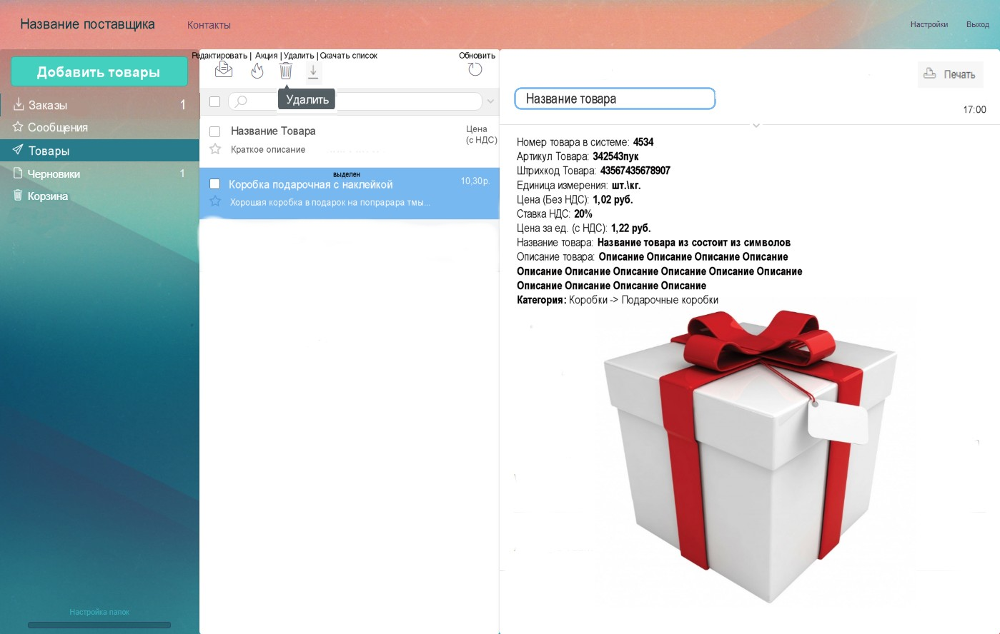 Название поставщика
Контакты
Настройки
Выход
Добавить товары
Заказы 1
Сообщения
Товары
Черновики 1
Корзина
Настройка папок
Редактировать | Акция | Удалить | Скачать список
Обновить
Удалить
Название Товара
Цена
(с НДС)
Краткое описание
выделен
Коробка подарочная с наклейкой
10,30р.
Хорошая коробка в подарок на попрарара тмы...
Печать
Название товара
17:00
Номер товара в системе: 4534
Артикул Товара: 342543пук
Штрихкод Товара: 43567435678907
Единица измерения: шт.\кг.
Цена (Без НДС): 1,02 руб.
Ставка НДС: 20%
Цена за ед. (с НДС): 1,22 руб.
Название товара: Название товара из состоит из символов
Описание товара: Описание Описание Описание Описание
Описание Описание Описание Описание Описание Описание
Описание Описание Описание Описание
Категория: Коробки -> Подарочные коробки